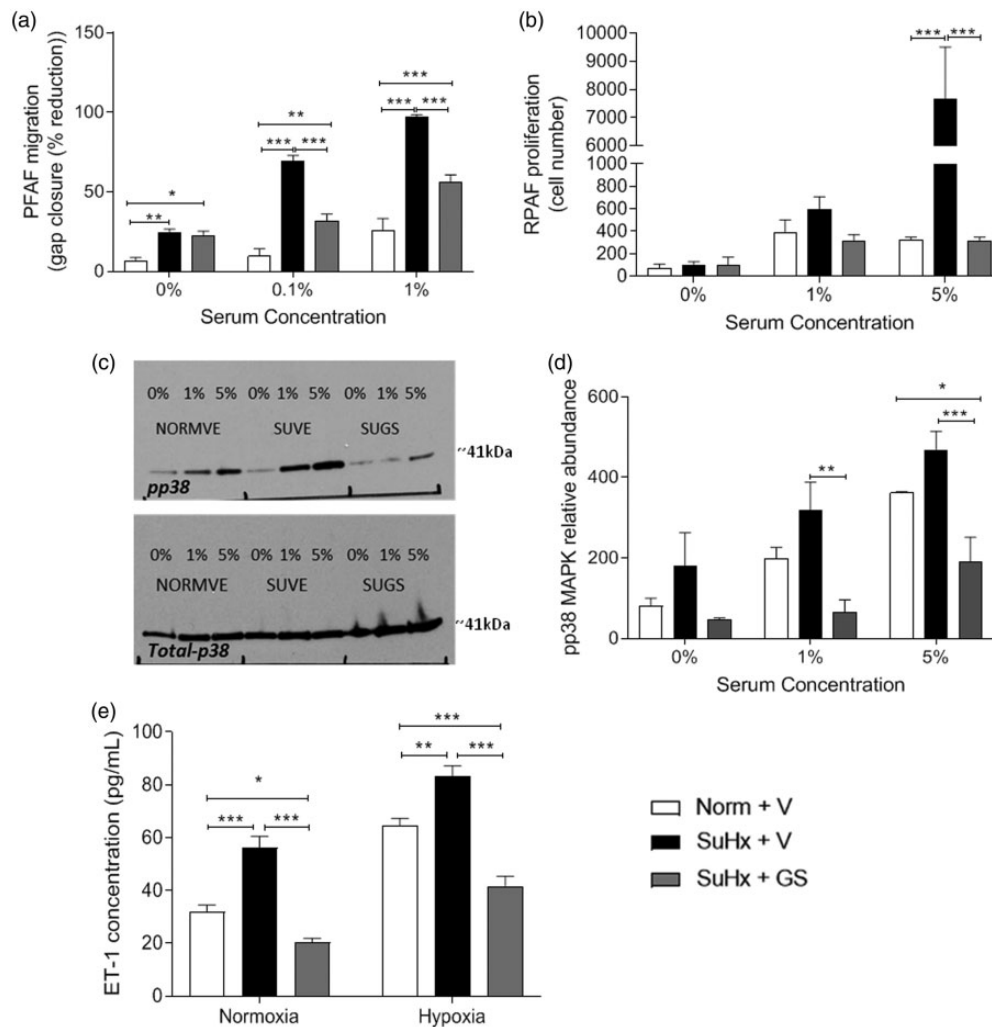 (a)
PFAF migration
(gap closure (% reduction))
100
50
0
***
**
***
*** ***
*** ***
*
**
0% 0.1% 1%
Serum Concentration
(b)
RPAF proliferation
(cell number)
10000
9000
8000
7000
6000
1000
800
600
400
200
0
*** ***
0% 1% 5%
Serum Concentration
(c)
0% 1% 5% 0% 1% 5% 0% 1% 5%
NORMVE SUVE SUGS
~41kDa
pp38
0% 1% 5% 0% 1% 5% 0% 1% 5%
NORMVE SUVE SUGS
~41kDa
Total-p38
(d)
pp38 MAPK relative abundance
600
400
200
0
*
***
**
0% 1% 5%
Serum Concentration
(e)
ET-1 concentration (pg/mL)
100
80
60
40
20
0
***
** ***
*
*** ***
Normoxia Hypoxia
Norm + V
SuHx + V
SuHx + GS